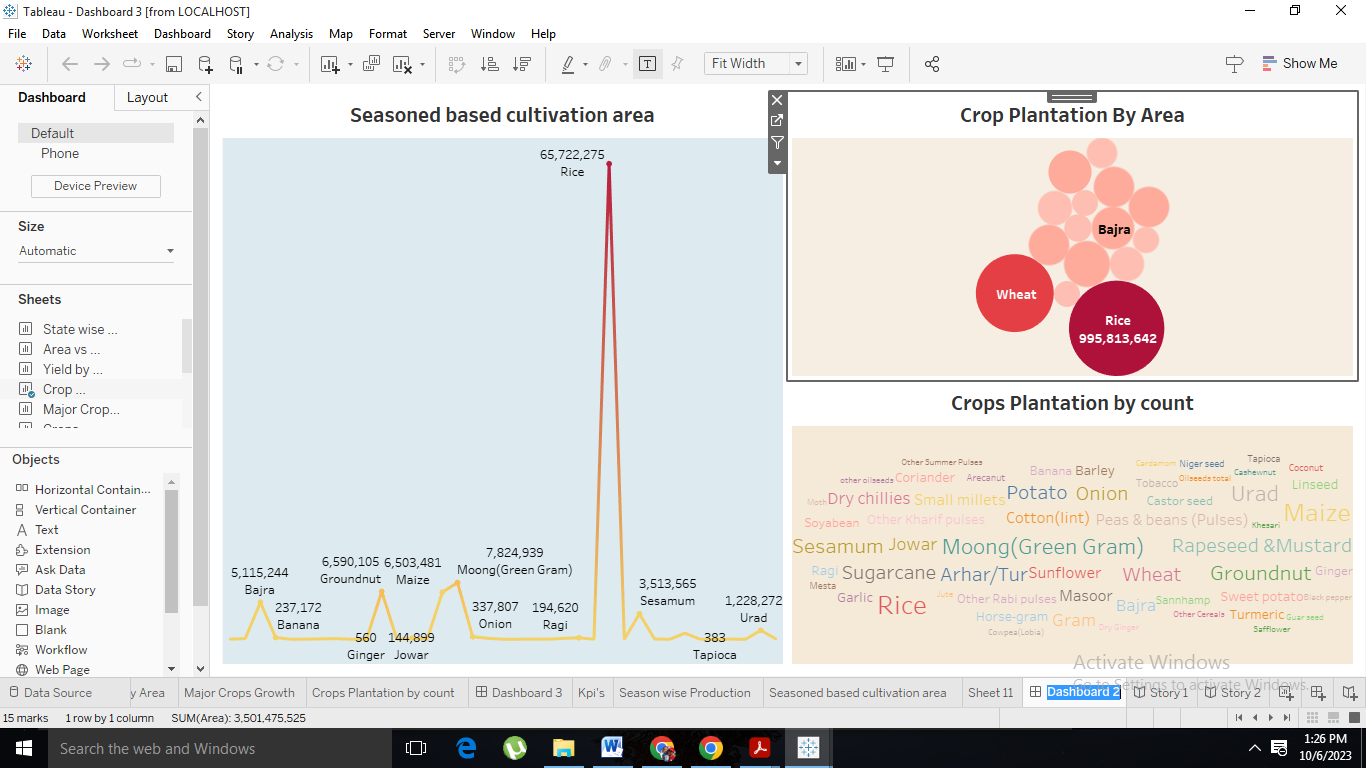 Tableau - Dashboard 3 [from LOCALHOST]
File Data Worksheet Dashboard Story Analysis Map Format Server Window Help
Fit Width
Show Me
Dashboard
Layout
Default
Phone
Device Preview
Size
Automatic
Sheets
State wise ...
Area vs ...
Yield by ...
Crop ...
Major Crop...
Objects
Horizontal Contain...
Vertical Container
Text
Extension
Ask Data
Data Story
Image
Blank
Workflow
Web Page
Seasoned based cultivation area
65,722,275
Rice
5,115,244
Bajra
237,172
Banana
6,590,105
Groundnut
6,503,481
Maize
7,824,939
Moong(Green Gram)
560
Ginger
144,899
Jowar
337,807
Onion
194,620
Ragi
3,513,565
Sesamum
383
Tapioca
1,228,272
Urad
Crop Plantation By Area
Bajra
Wheat
Rice
995,813,642
Crops Plantation by count
Other Summer Pulses
other oilseeds
Coriander
Arecanut
Banana
Barley
Cardamom
Niger seed
Tapioca
Cashewnut
Coconut
Tobacco
Oilseeds total
Linseed
Moth
Dry chillies
Small millets
Potato
Onion
Castor seed
Urad
Soyabean
Other Kharif pulses
Cotton(lint)
Peas & beans (Pulses)
Khesari
Maize
Sesamum
Jowar
Moong(Green Gram)
Rapeseed &Mustard
Ragi
Sugarcane
Arhar/Tur
Sunflower
Wheat
Groundnut
Ginger
Mesta
Garlic
Rice
Jute
Other Rabi pulses
Masoor
Bajra
Sannhamp
Sweet potato
Black pepper
Horse-gram
Gram
Other Cereals
Turmeric
Guar seed
Cowpea(Lobia)
Dry Ginger
Safflower
Activate Windows
Go to Settings to activate Windows.
Data Source
y Area
Major Crops Growth
Crops Plantation by count
Dashboard 3
Kpi's
Season wise Production
Seasoned based cultivation area
Sheet 11
Dashboard 2
Story 1
Story 2
15 marks 1 row by 1 column SUM(Area): 3,501,475,525
Search the web and Windows
1:26 PM
10/6/2023